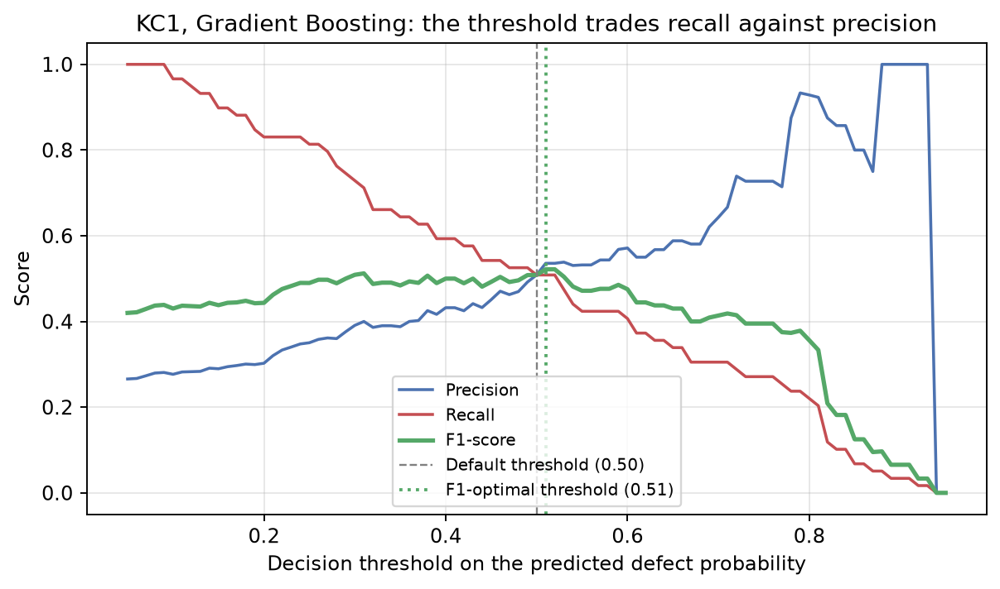 KC1, Gradient Boosting: the threshold trades recall against precision
Score
1.0
0.8
0.6
0.4
0.2
0.0
Precision
Recall
F1-score
Default threshold (0.50)
F1-optimal threshold (0.51)
0.2 0.4 0.6 0.8
Decision threshold on the predicted defect probability